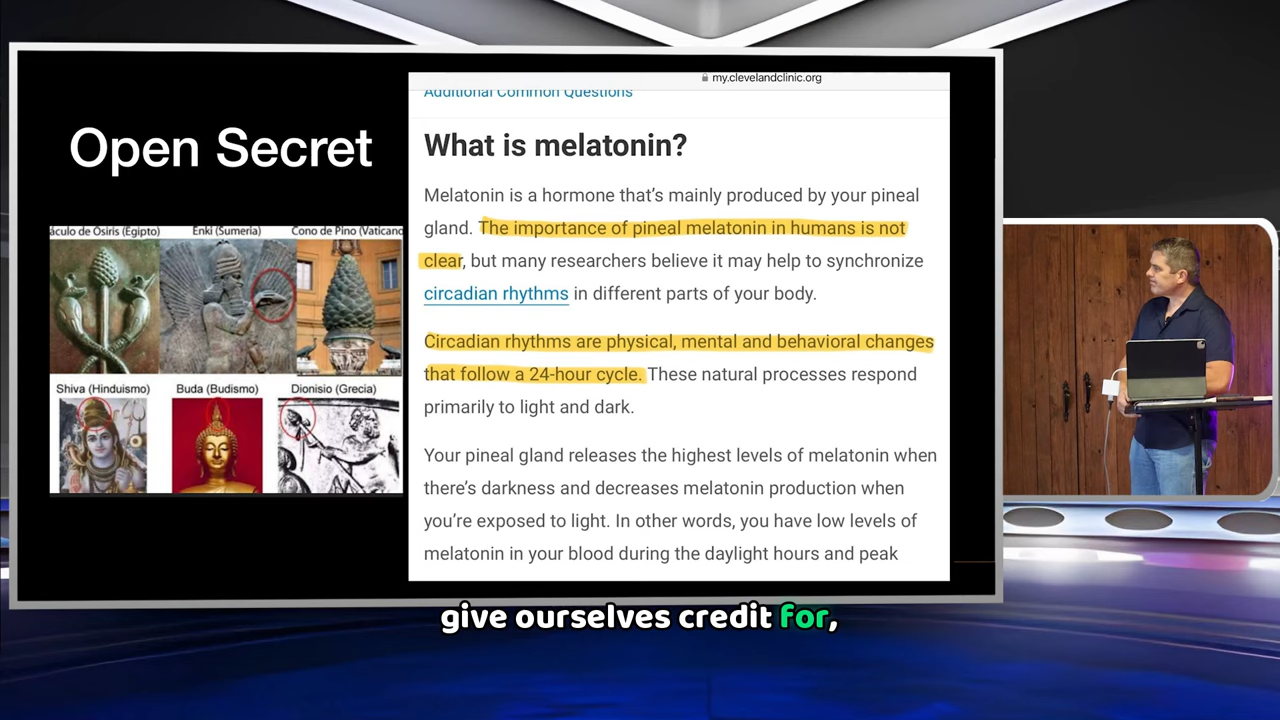 Open Secret
áculo de Osiris (Egipto)
Enki (Sumeria)
Cono de Pino (Vaticano
Shiva (Hinduismo)
Buda (Budismo)
Dionisio (Grecia)
my.clevelandclinic.org
Additional Common Questions
What is melatonin?
Melatonin is a hormone that's mainly produced by your pineal
gland. The importance of pineal melatonin in humans is not
clear, but many researchers believe it may help to synchronize
circadian rhythms in different parts of your body.
Circadian rhythms are physical, mental and behavioral changes
that follow a 24-hour cycle. These natural processes respond
primarily to light and dark.
Your pineal gland releases the highest levels of melatonin when
there's darkness and decreases melatonin production when
you're exposed to light. In other words, you have low levels of
melatonin in your blood during the daylight hours and peak
give ourselves credit for,